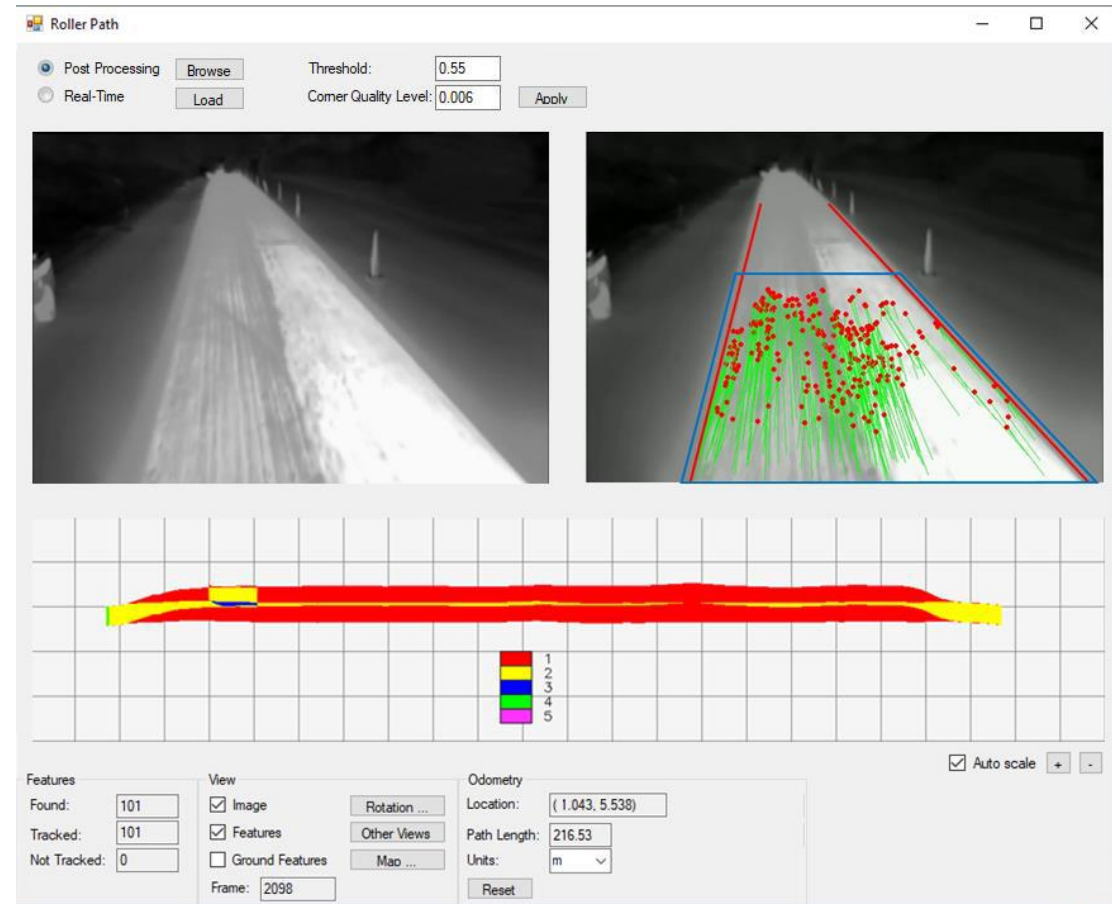 Roller Path
Post Processing
Browse
Threshold:
0.55
Real-Time
Load
Corner Quality Level:
0.006
Apply
1
2
3
4
5
Auto scale
+
-
Features
View
Odometry
Found:
101
Image
Rotation ...
Location:
( 1.043, 5.538)
Tracked:
101
Features
Other Views
Path Length:
216.53
Not Tracked:
0
Ground Features
Map ...
Units:
m
Frame:
2098
Reset